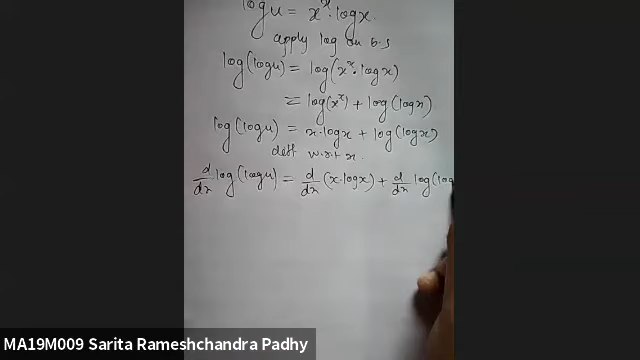 log u = x^x · log x.
apply log on b.s
log(log u) = log(x^x · log x)
= log(x^x) + log(log x)
log(log u) = x · log x + log(log x)
diff w.r.t x.
d/dx log(log u) = d/dx (x · log x) + d/dx log(log
MA19M009 Sarita Rameshchandra Padhy